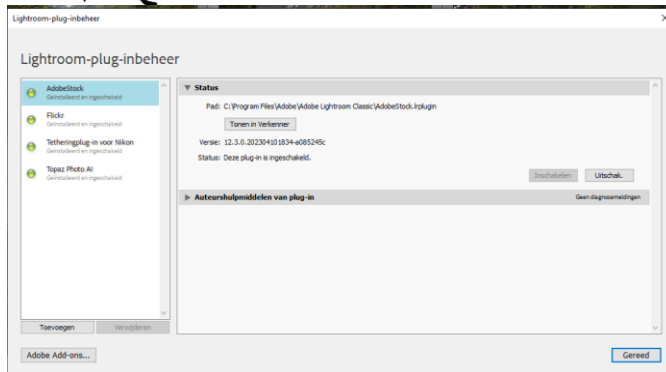 Lightroom-plug-inbeheer
Lightroom-plug-inbeheer
AdobeStock
Geïnstalleerd en ingeschakeld
Flickr
Geïnstalleerd en ingeschakeld
Tetheringplug-in voor Nikon
Geïnstalleerd en ingeschakeld
Topaz Photo AI
Geïnstalleerd en ingeschakeld
Toevoegen
Verwijderen
Status
Pad: C:\Program Files\Adobe\Adobe Lightroom Classic\AdobeStock.lrplugin
Tonen in Verkenner
Versie: 12.3.0.202304101834-a085245c
Status: Deze plug-in is ingeschakeld.
Inschakelen
Uitschak.
Auteurshulpmiddelen van plug-in
Geen diagnosemeldingen
Adobe Add-ons...
Gereed